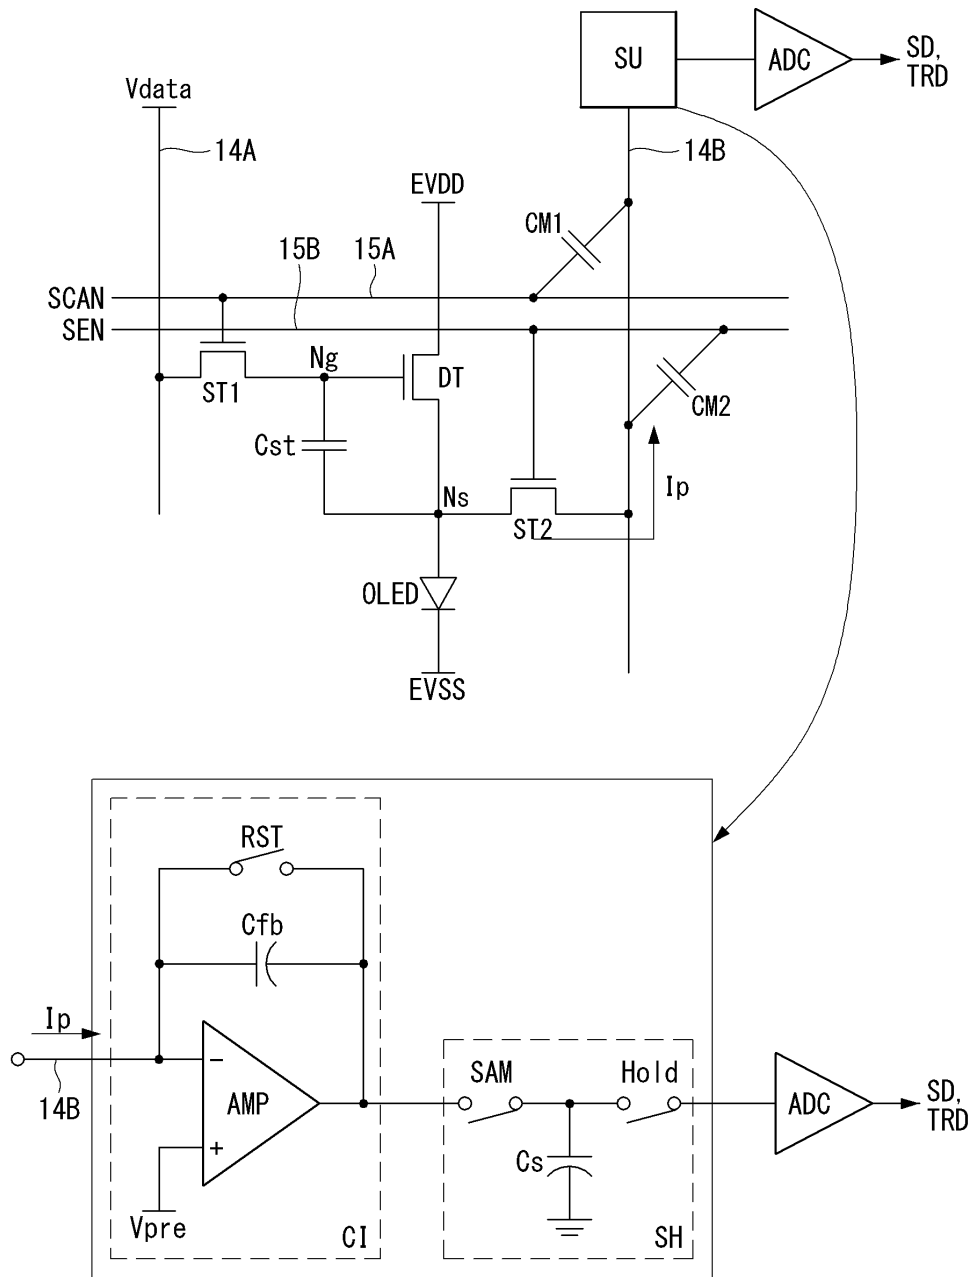 SU
ADC
SD,
TRD
Vdata
14A
14B
EVDD
CM1
15B
15A
SCAN
SEN
Ng
DT
ST1
CM2
Cst
Ns
Ip
ST2
OLED
EVSS
RST
Cfb
Ip
14B
−
AMP
+
Vpre
CI
SAM
Hold
Cs
SH
ADC
SD,
TRD